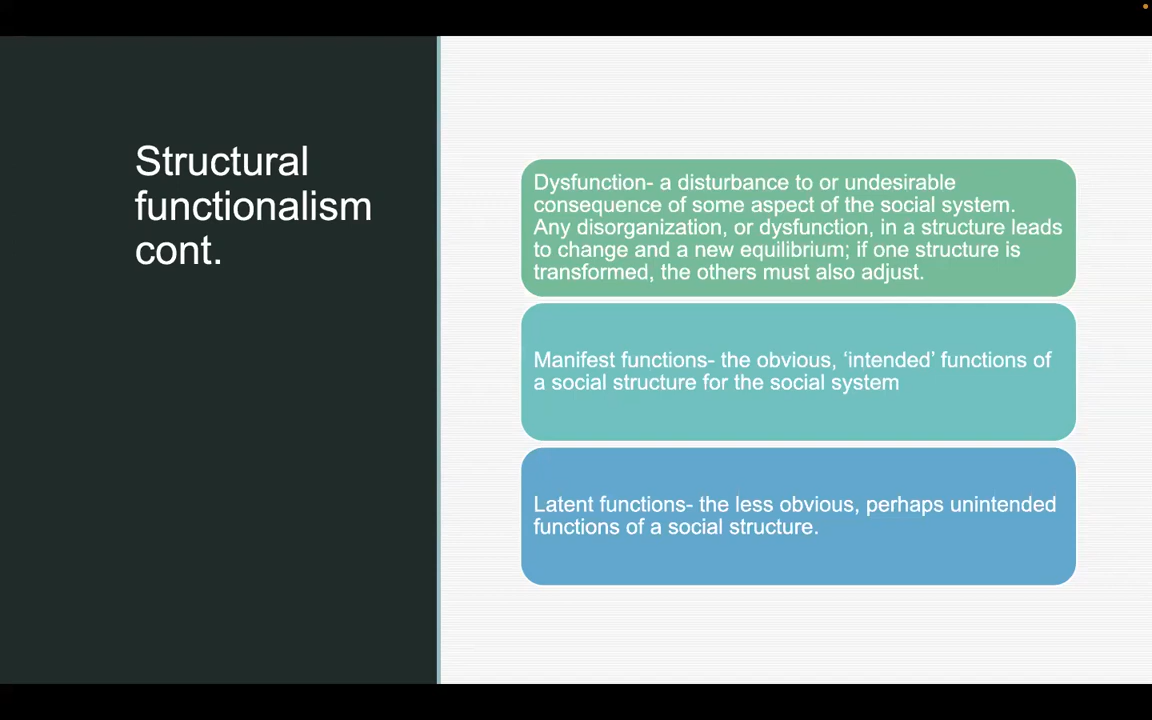 Structural
functionalism
cont.
Dysfunction- a disturbance to or undesirable
consequence of some aspect of the social system.
Any disorganization, or dysfunction, in a structure leads
to change and a new equilibrium; if one structure is
transformed, the others must also adjust.
Manifest functions- the obvious, ‘intended’ functions of
a social structure for the social system
Latent functions- the less obvious, perhaps unintended
functions of a social structure.